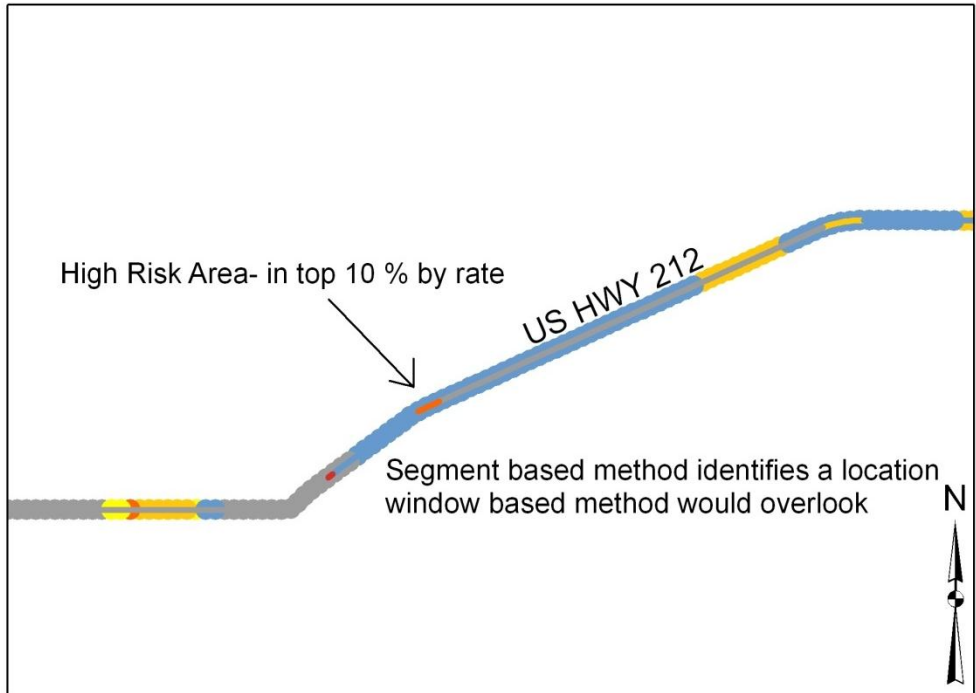 High Risk Area- in top 10 % by rate
US HWY 212
Segment based method identifies a location
window based method would overlook
N